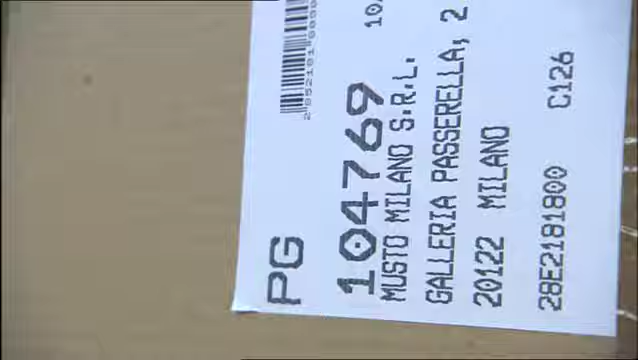 PG
104769
MUSTO MILANO S.R.L.
GALLERIA PASSERELLA, 2
20122 MILANO
28E2181800 C126